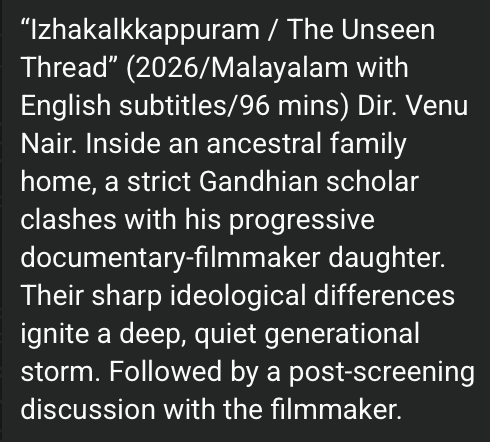 “Izhakalkkappuram / The Unseen
Thread” (2026/Malayalam with
English subtitles/96 mins) Dir. Venu
Nair. Inside an ancestral family
home, a strict Gandhian scholar
clashes with his progressive
documentary-filmmaker daughter.
Their sharp ideological differences
ignite a deep, quiet generational
storm. Followed by a post-screening
discussion with the filmmaker.